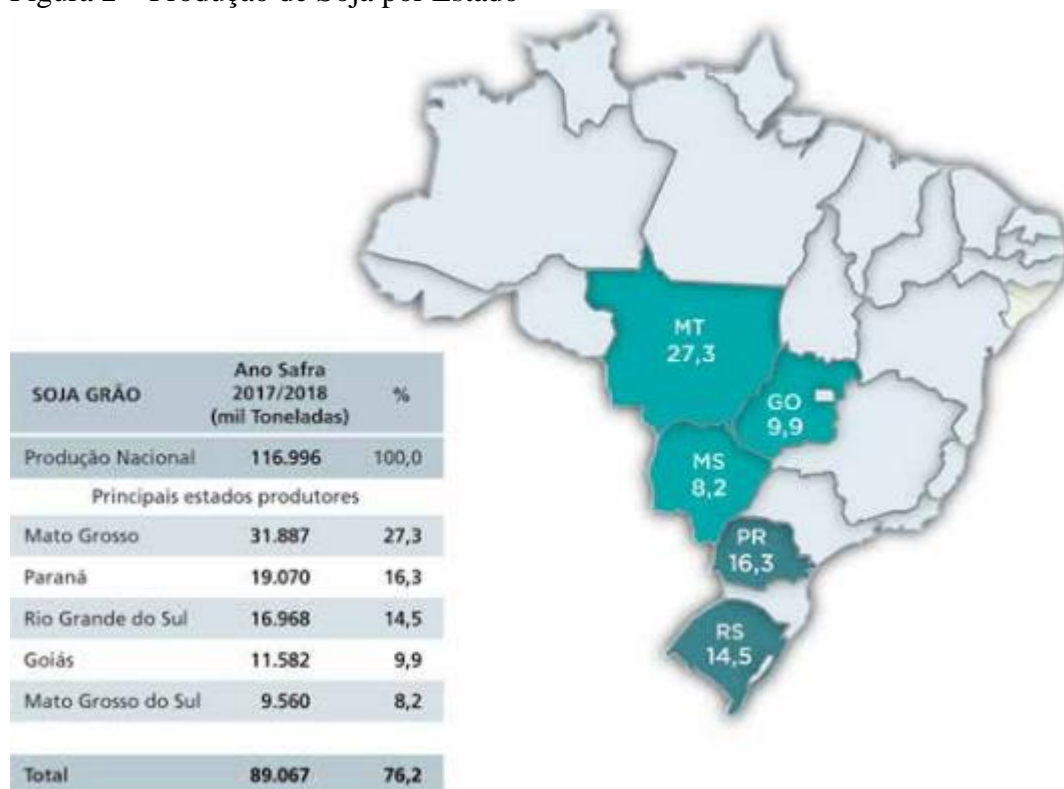 Figura 2 – Produção de Soja por Estado
MT
27,3
GO
9,9
MS
8,2
PR
16,3
RS
14,5
SOJA GRÃO Ano Safra 2017/2018 (mil Toneladas) %
Produção Nacional 116.996 100,0
Principais estados produtores
Mato Grosso 31.887 27,3
Paraná 19.070 16,3
Rio Grande do Sul 16.968 14,5
Goiás 11.582 9,9
Mato Grosso do Sul 9.560 8,2
Total 89.067 76,2